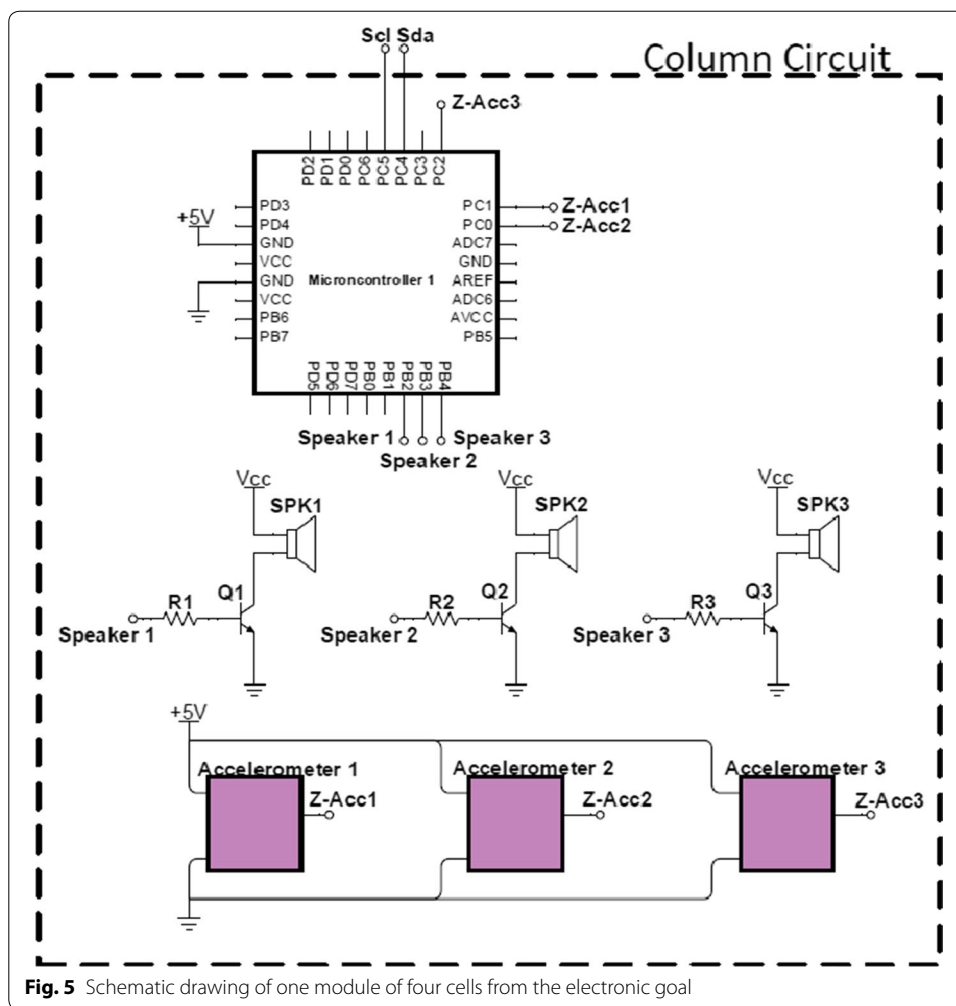 Scl Sda
Column Circuit
Z-Acc3
PD2 PD1 PD0 PC6 PC5 PC4 PC3 PC2
PD3
PD4
GND
VCC
GND
VCC
PB6
PB7
+5V
Microncontroller 1
PC1
PC0
ADC7
GND
AREF
ADC6
AVCC
PB5
Z-Acc1
Z-Acc2
PD5 PD6 PD7 PB0 PB1 PB2 PB3 PB4
Speaker 1
Speaker 3
Speaker 2
Vcc
SPK1
Q1
R1
Speaker 1
Vcc
SPK2
Q2
R2
Speaker 2
Vcc
SPK3
Q3
R3
Speaker 3
+5V
Accelerometer 1
Z-Acc1
Accelerometer 2
Z-Acc2
Accelerometer 3
Z-Acc3
Fig. 5 Schematic drawing of one module of four cells from the electronic goal